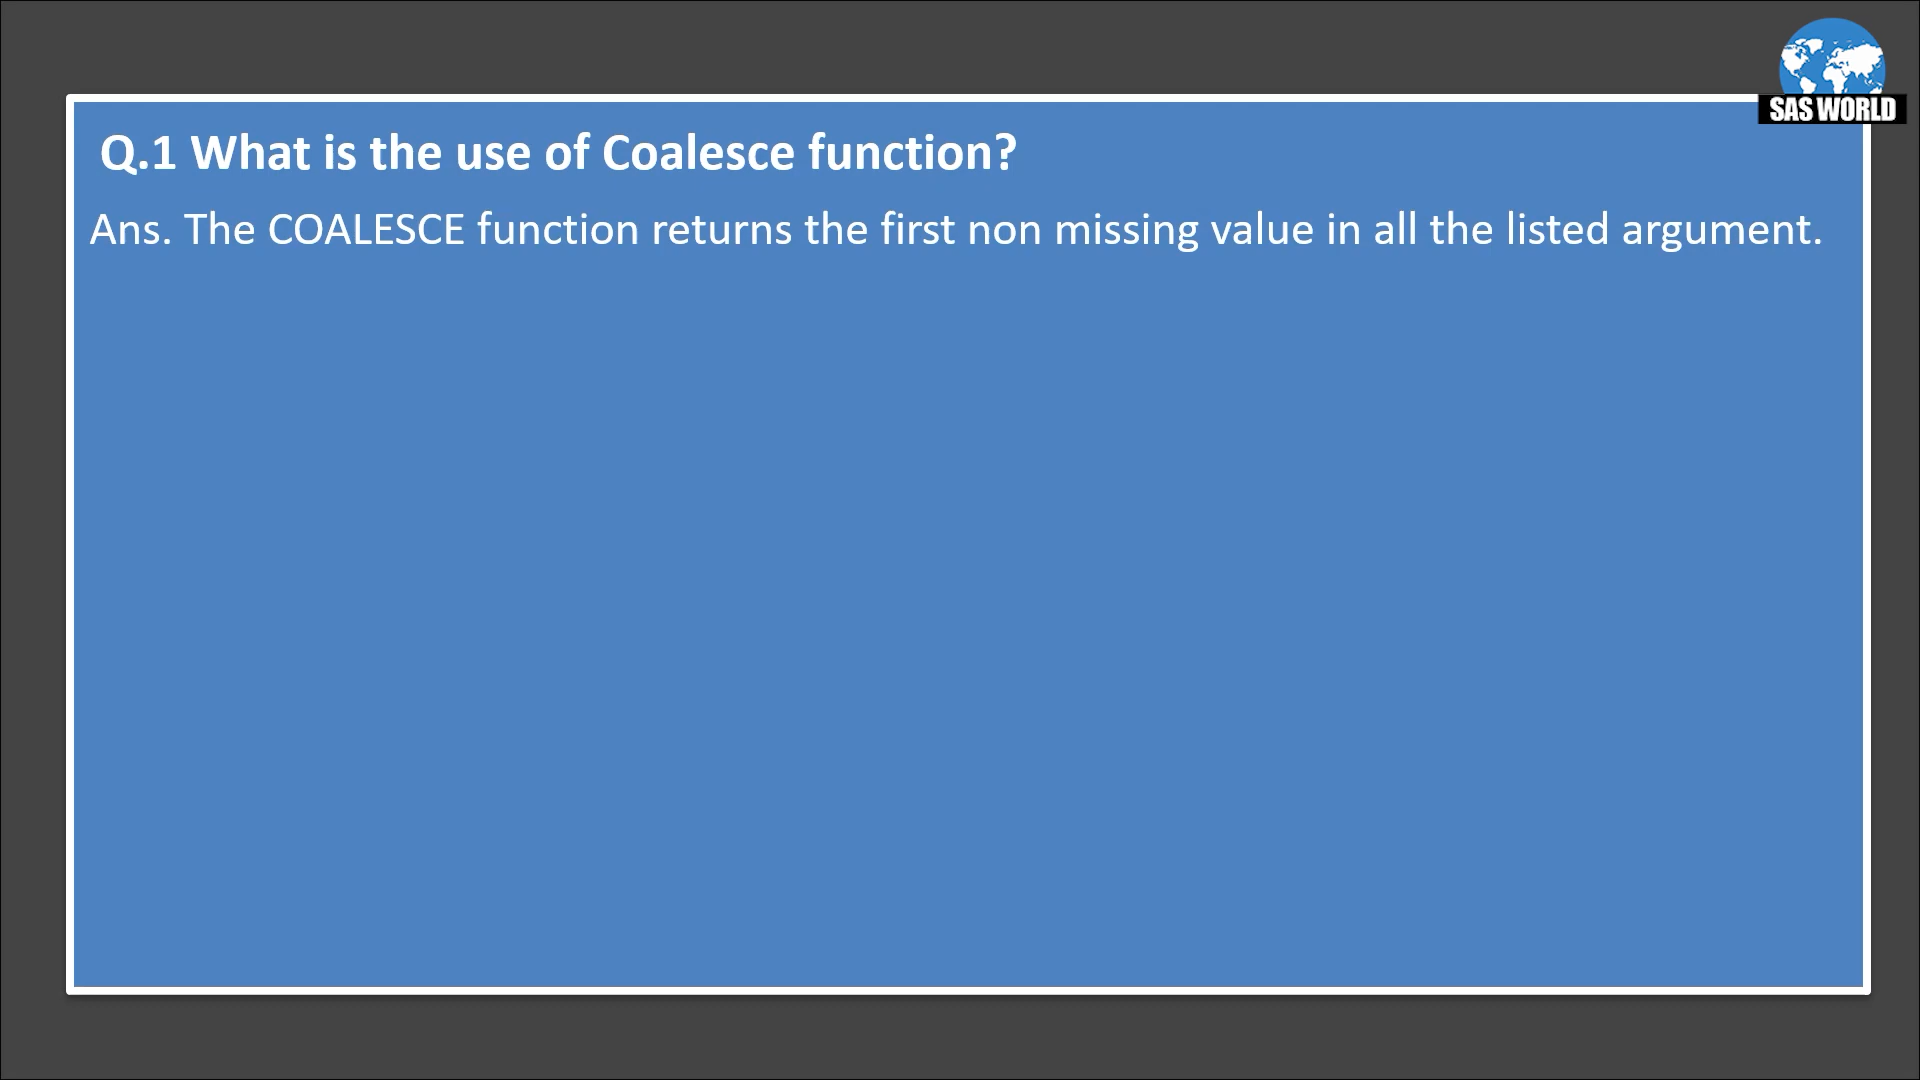 SAS WORLD
Q.1 What is the use of Coalesce function?
Ans. The COALESCE function returns the first non missing value in all the listed argument.